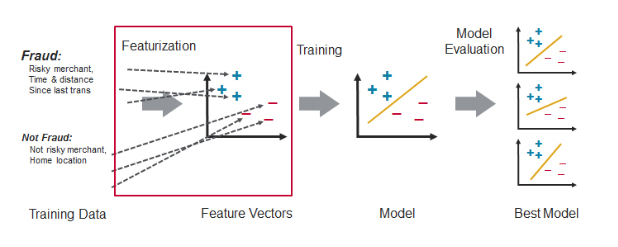 Fraud:
Risky merchant,
Time & distance
Since last trans
Not Fraud:
Not risky merchant,
Home location
Training Data
Featurization
Feature Vectors
Training
Model
Model
Evaluation
Best Model